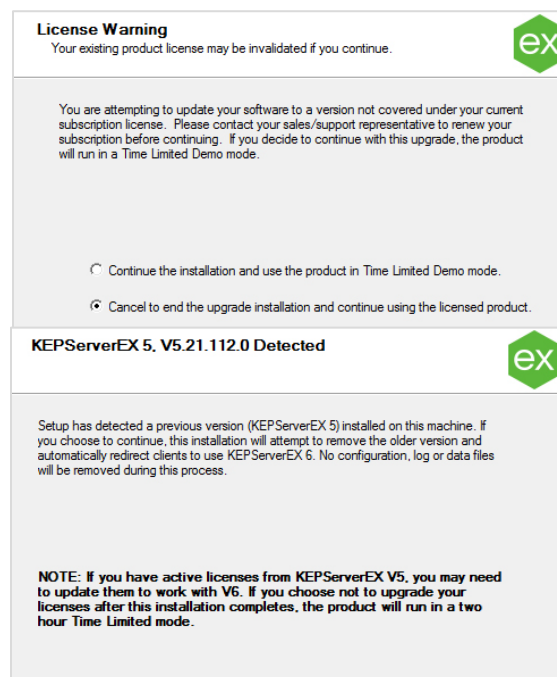 License Warning
Your existing product license may be invalidated if you continue.
ex
You are attempting to update your software to a version not covered under your current
subscription license. Please contact your sales/support representative to renew your
subscription before continuing. If you decide to continue with this upgrade, the product
will run in a Time Limited Demo mode.
Continue the installation and use the product in Time Limited Demo mode.
Cancel to end the upgrade installation and continue using the licensed product.
KEPServerEX 5, V5.21.112.0 Detected
ex
Setup has detected a previous version (KEPServerEX 5) installed on this machine. If
you choose to continue, this installation will attempt to remove the older version and
automatically redirect clients to use KEPServerEX 6. No configuration, log or data files
will be removed during this process.
NOTE: If you have active licenses from KEPServerEX V5, you may need
to update them to work with V6. If you choose not to upgrade your
licenses after this installation completes, the product will run in a two
hour Time Limited mode.